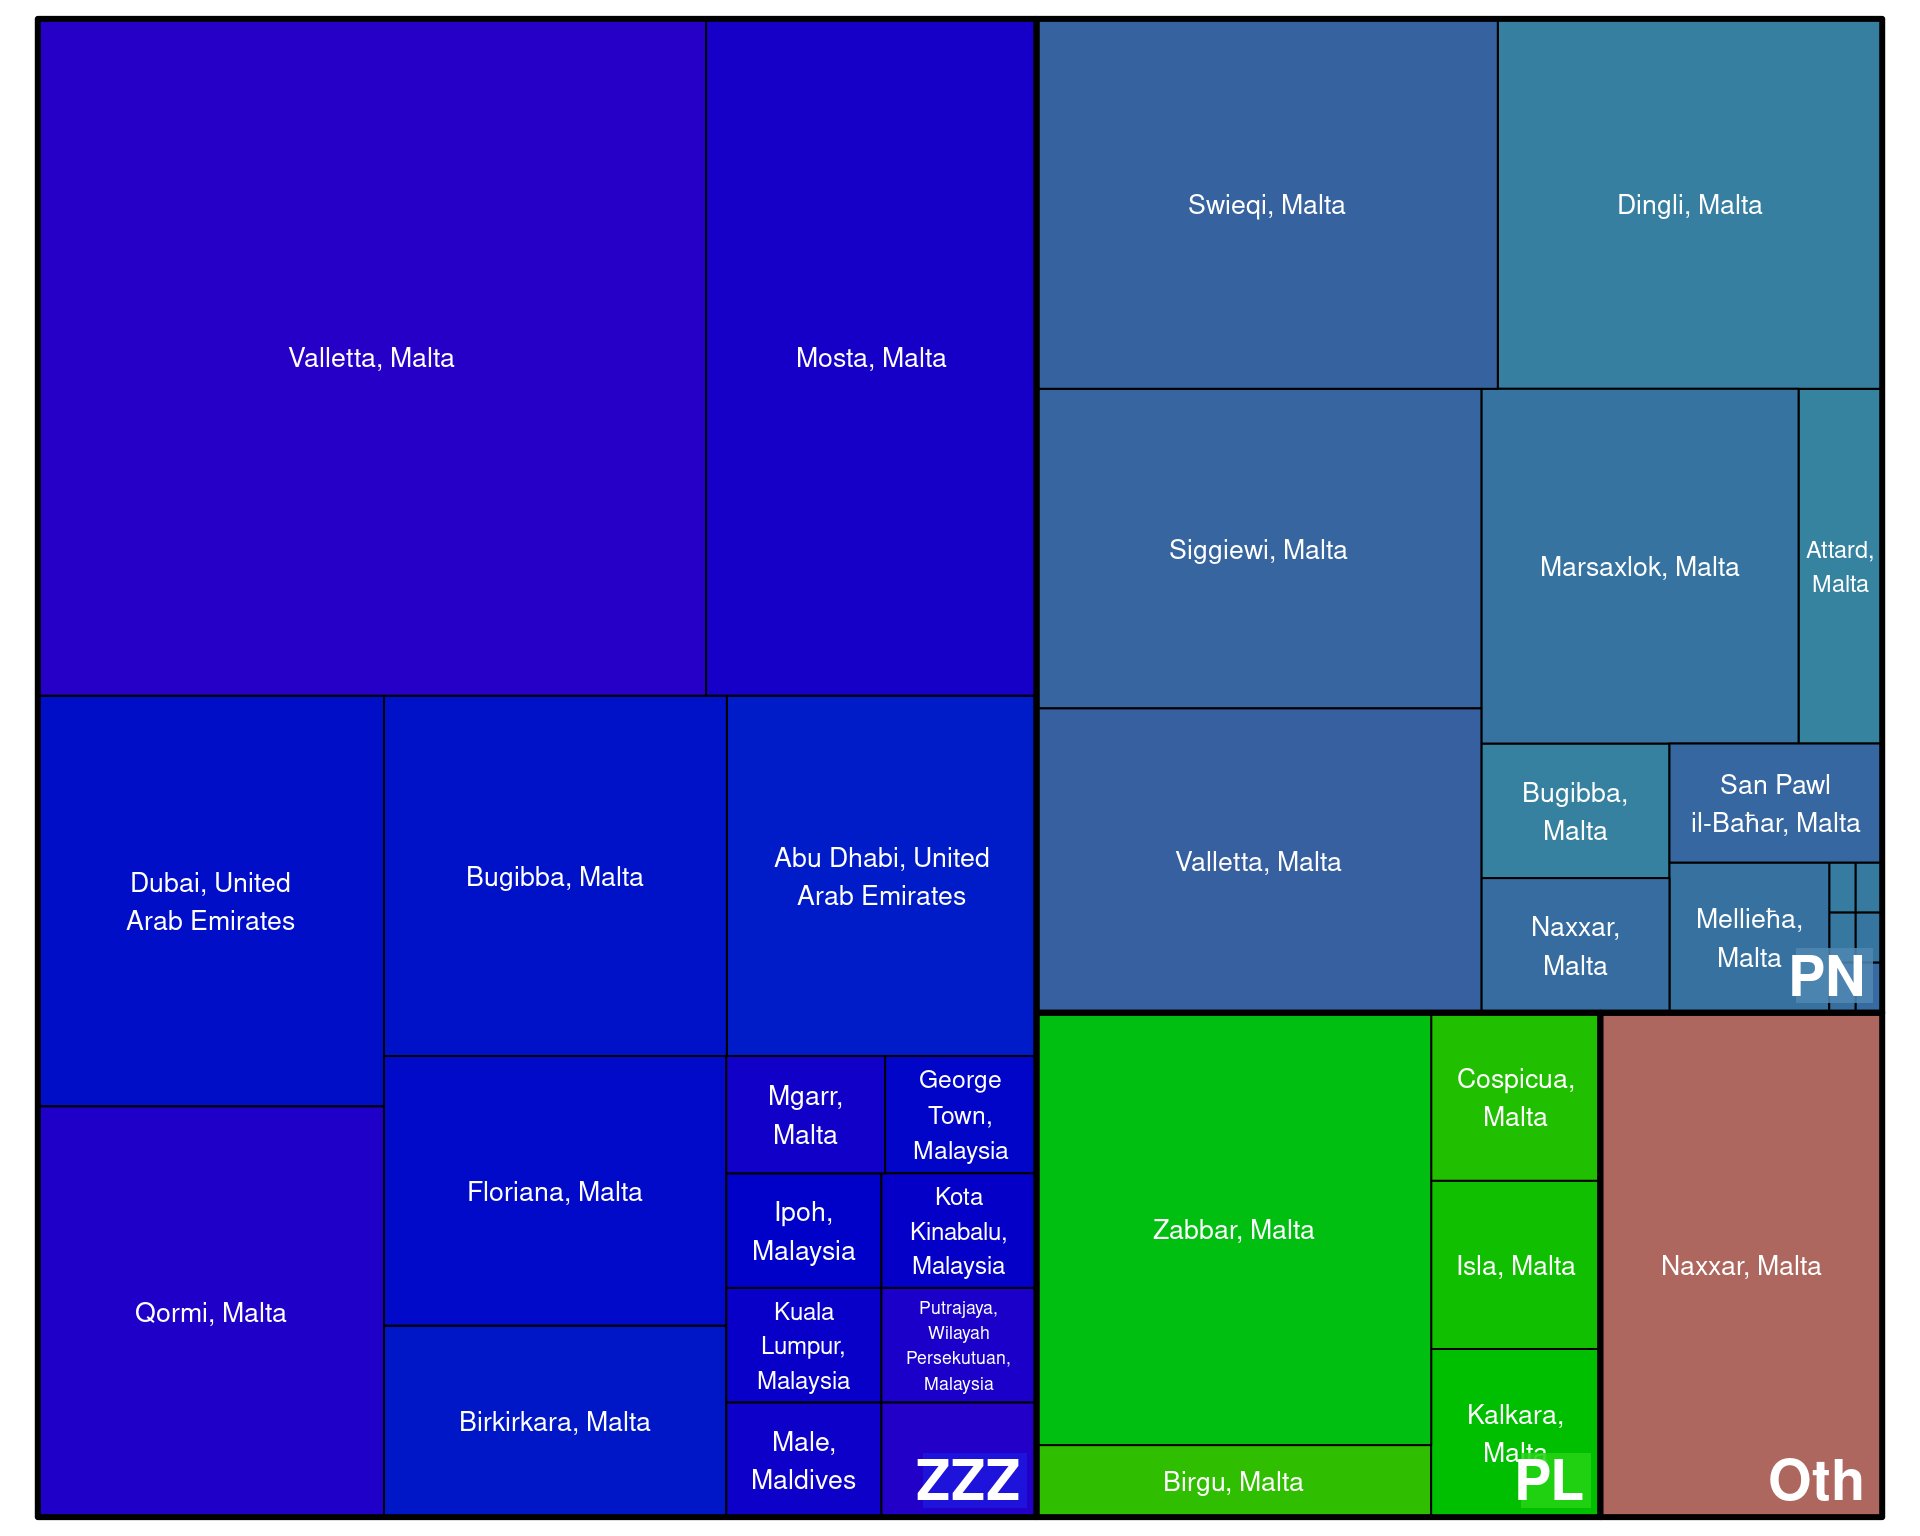 Valletta, Malta
Mosta, Malta
Dubai, United
Arab Emirates
Bugibba, Malta
Abu Dhabi, United
Arab Emirates
Qormi, Malta
Floriana, Malta
Birkirkara, Malta
Mgarr,
Malta
George
Town,
Malaysia
Ipoh,
Malaysia
Kota
Kinabalu,
Malaysia
Kuala
Lumpur,
Malaysia
Putrajaya,
Wilayah
Persekutuan,
Malaysia
Male,
Maldives
ZZZ
Swieqi, Malta
Dingli, Malta
Siggiewi, Malta
Marsaxlok, Malta
Attard,
Malta
Valletta, Malta
Bugibba,
Malta
San Pawl
il-Baħar, Malta
Naxxar,
Malta
Mellieħa,
Malta
PN
Zabbar, Malta
Cospicua,
Malta
Isla, Malta
Kalkara,
Malta
Birgu, Malta
PL
Naxxar, Malta
Oth